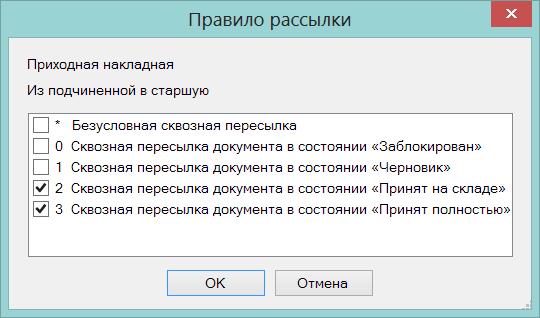 Правило рассылки
Приходная накладная
Из подчиненной в старшую
* Безусловная сквозная пересылка
0 Сквозная пересылка документа в состоянии «Заблокирован»
1 Сквозная пересылка документа в состоянии «Черновик»
2 Сквозная пересылка документа в состоянии «Принят на складе»
3 Сквозная пересылка документа в состоянии «Принят полностью»
OK Отмена